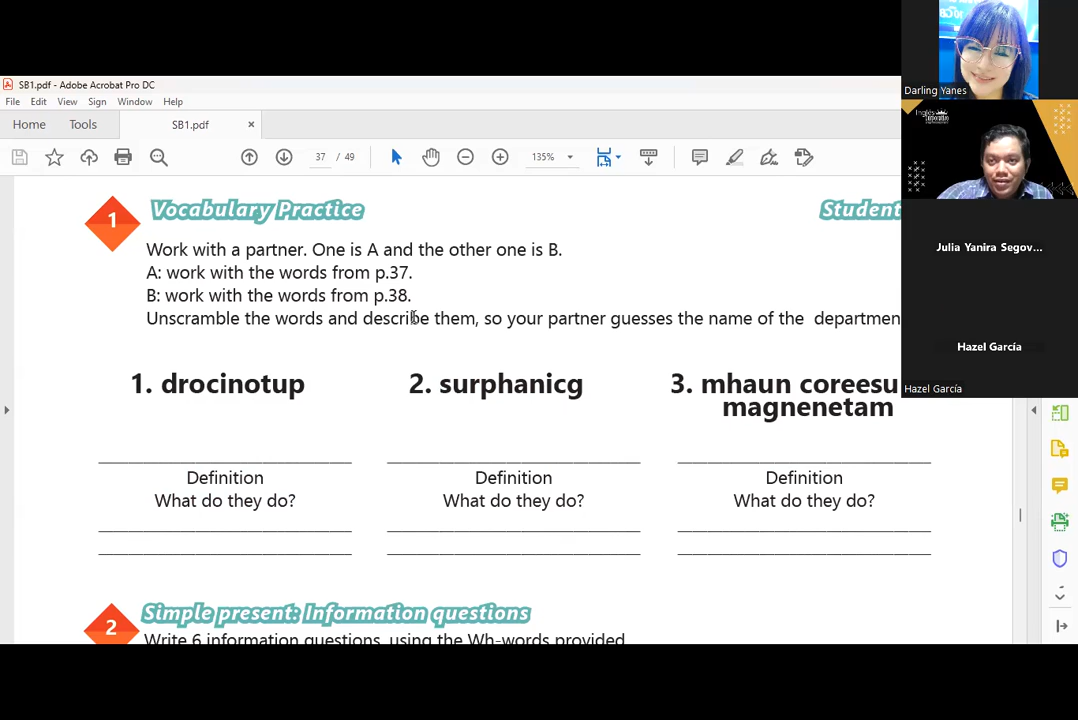 SB1.pdf - Adobe Acrobat Pro DC
File Edit View Sign Window Help
Home Tools SB1.pdf ×
37 / 49 135%
1 Vocabulary Practice Student
Work with a partner. One is A and the other one is B.
A: work with the words from p.37.
B: work with the words from p.38.
Unscramble the words and describe them, so your partner guesses the name of the departmen
1. drocinotup 2. surphanicg 3. mhaun coreesu
magnenetam
Definition Definition Definition
What do they do? What do they do? What do they do?
2 Simple present: Information questions
Write 6 information questions, using the Wh-words provided
Darling Yanes
Inglés
Julia Yanira Segov...
Hazel García
Hazel García